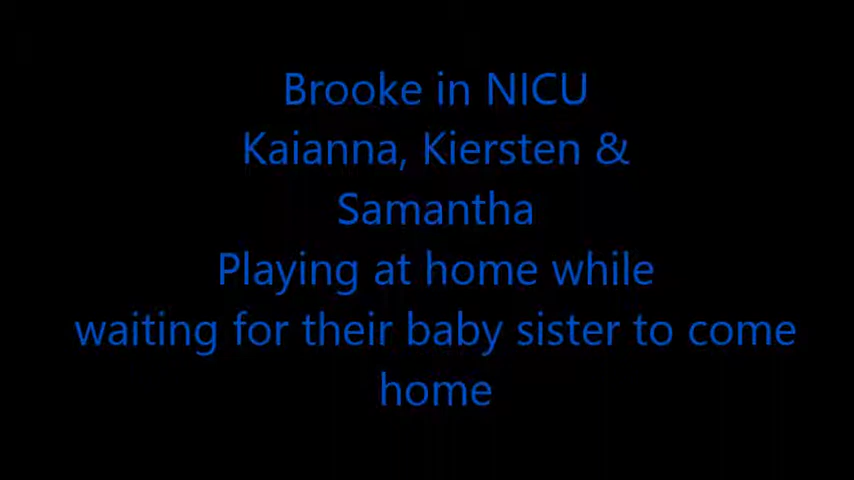 Brooke in NICU
Kaianna, Kiersten &
Samantha
Playing at home while
waiting for their baby sister to come
home